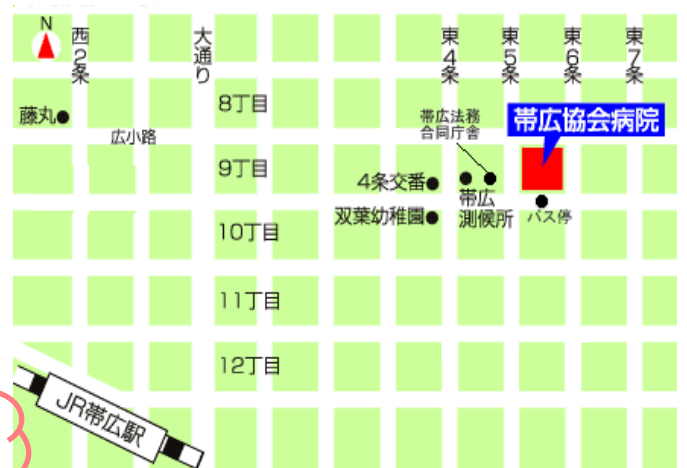 N
西2条
大通り
東4条
東5条
東6条
東7条
8丁目
藤丸
広小路
帯広法務
合同庁舎
帯広協会病院
9丁目
4条交番
帯広
測候所
双葉幼稚園
バス停
10丁目
11丁目
12丁目
JR帯広駅